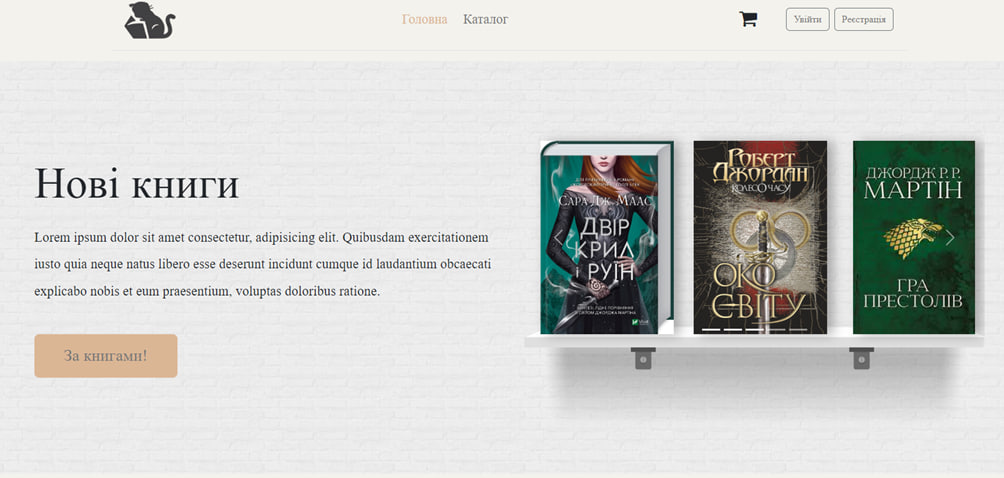 Головна Каталог
Увійти Реєстрація
Нові книги
Lorem ipsum dolor sit amet consectetur, adipisicing elit. Quibusdam exercitationem
iusto quia neque natus libero esse deserunt incidunt cumque id laudantium obcaecati
explicabo nobis et eum praesentium, voluptas doloribus ratione.
За книгами!
САРА ДЖ. МААС
ДВІР
КРИЛ
І РУЇН
РОБЕРТ
ДЖОРДАН
КОЛЕСО ЧАСУ
ОКО
СВІТУ
ДЖОРДЖ Р. Р.
МАРТІН
ГРА
ПРЕСТОЛІВ